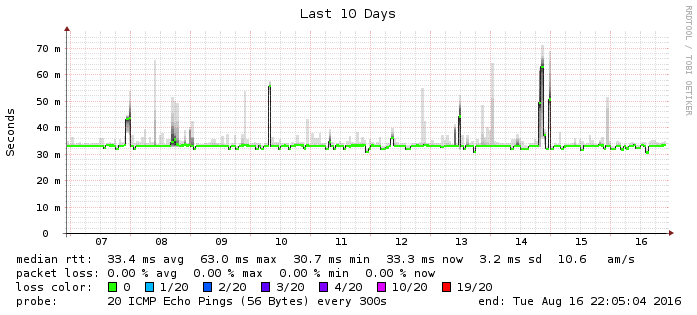 Last 10 Days
RRDTOOL / TOBI OETIKER
Seconds
70 m
60 m
50 m
40 m
30 m
20 m
10 m
0
07 08 09 10 11 12 13 14 15 16
median rtt: 33.4 ms avg 63.0 ms max 30.7 ms min 33.3 ms now 3.2 ms sd 10.6 am/s
packet loss: 0.00 % avg 0.00 % max 0.00 % min 0.00 % now
loss color: 0 1/20 2/20 3/20 4/20 10/20 19/20
probe: 20 ICMP Echo Pings (56 Bytes) every 300s end: Tue Aug 16 22:05:04 2016